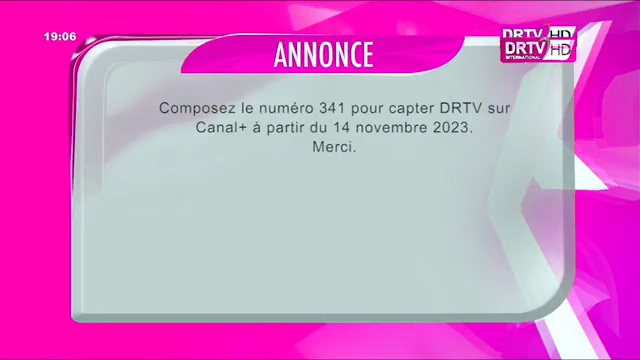 19:06
ANNONCE
DRTV HD
DRTV HD
INTERNATIONAL
Composez le numéro 341 pour capter DRTV sur
Canal+ à partir du 14 novembre 2023.
Merci.